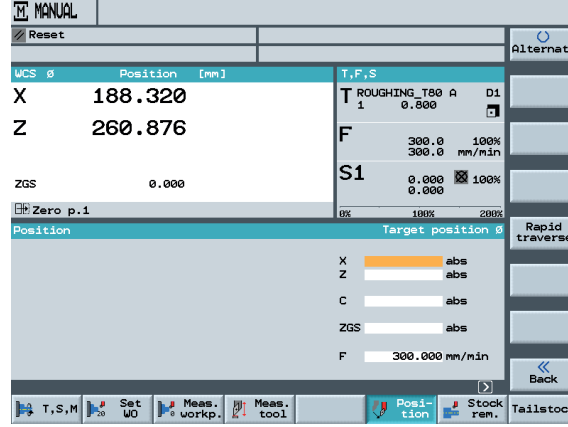 M MANUAL
Reset
Alternat
WCS Ø Position [mm]
T,F,S
X 188.320
T ROUGHING_T80 A D1
1 0.800
Z 260.876
F 300.0 100%
300.0 mm/min
S1 0.000 100%
0.000
ZGS 0.000
Zero p.1
0% 100% 200%
Position
Target position Ø
Rapid
traverse
X abs
Z abs
C abs
ZGS abs
F 300.000 mm/min
Back
T,S,M
Set
WO
Meas.
workp.
Meas.
tool
Posi-
tion
Stock
rem.
Tailstoc